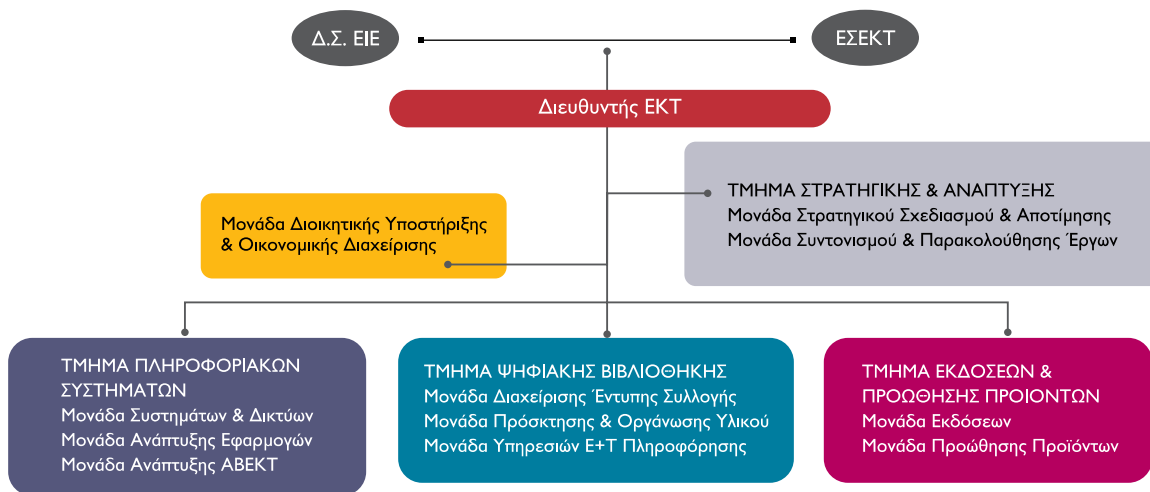 Δ.Σ. ΕΙΕ
ΕΣΕΚΤ
Διευθυντής ΕΚΤ
ΤΜΗΜΑ ΣΤΡΑΤΗΓΙΚΗΣ & ΑΝΑΠΤΥΞΗΣ
Μονάδα Στρατηγικού Σχεδιασμού & Αποτίμησης
Μονάδα Συντονισμού & Παρακολούθησης Έργων
Μονάδα Διοικητικής Υποστήριξης
& Οικονομικής Διαχείρισης
ΤΜΗΜΑ ΠΛΗΡΟΦΟΡΙΑΚΩΝ
ΣΥΣΤΗΜΑΤΩΝ
Μονάδα Συστημάτων & Δικτύων
Μονάδα Ανάπτυξης Εφαρμογών
Μονάδα Ανάπτυξης ΑΒΕΚΤ
ΤΜΗΜΑ ΨΗΦΙΑΚΗΣ ΒΙΒΛΙΟΘΗΚΗΣ
Μονάδα Διαχείρισης Έντυπης Συλλογής
Μονάδα Πρόσκτησης & Οργάνωσης Υλικού
Μονάδα Υπηρεσιών Ε+Τ Πληροφόρησης
ΤΜΗΜΑ ΕΚΔΟΣΕΩΝ &
ΠΡΟΩΘΗΣΗΣ ΠΡΟΙΟΝΤΩΝ
Μονάδα Εκδόσεων
Μονάδα Προώθησης Προϊόντων